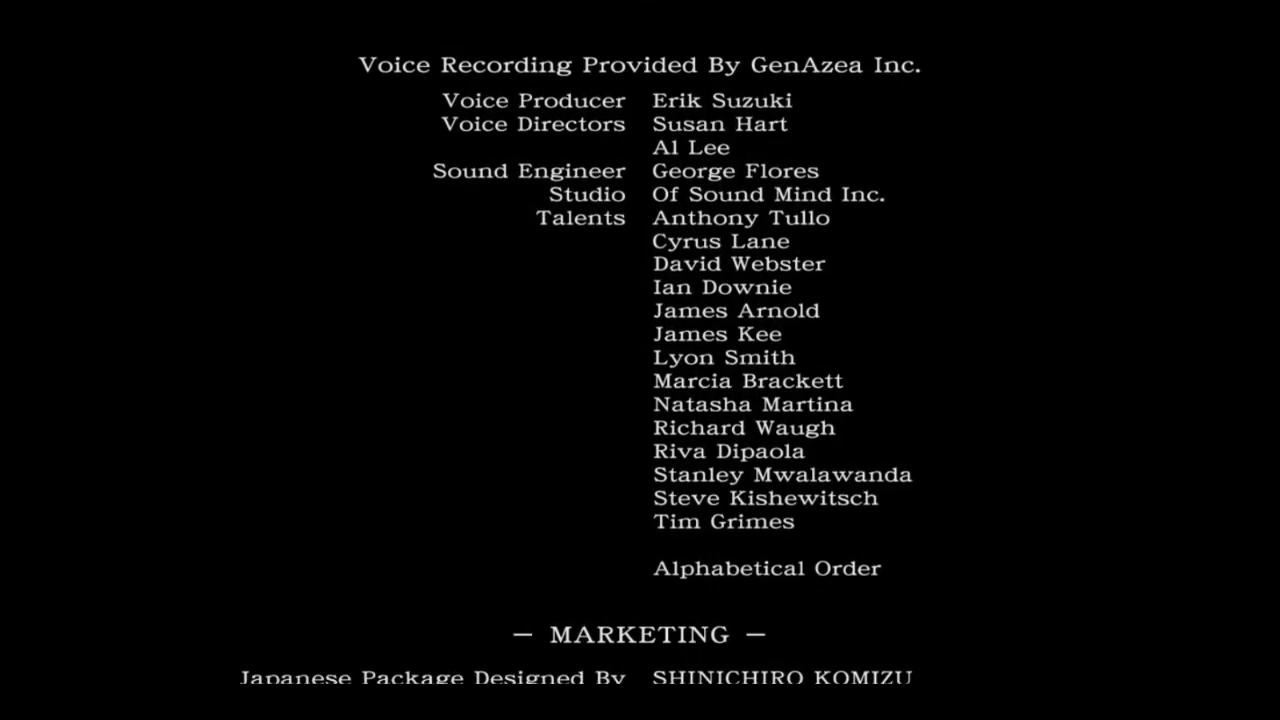 Voice Recording Provided By GenAzea Inc.
Voice Producer Erik Suzuki
Voice Directors Susan Hart
Al Lee
Sound Engineer George Flores
Studio Of Sound Mind Inc.
Talents Anthony Tullo
Cyrus Lane
David Webster
Ian Downie
James Arnold
James Kee
Lyon Smith
Marcia Brackett
Natasha Martina
Richard Waugh
Riva Dipaola
Stanley Mwalawanda
Steve Kishewitsch
Tim Grimes
Alphabetical Order
— MARKETING —
Japanese Package Designed By SHINICHIRO KOMIZU